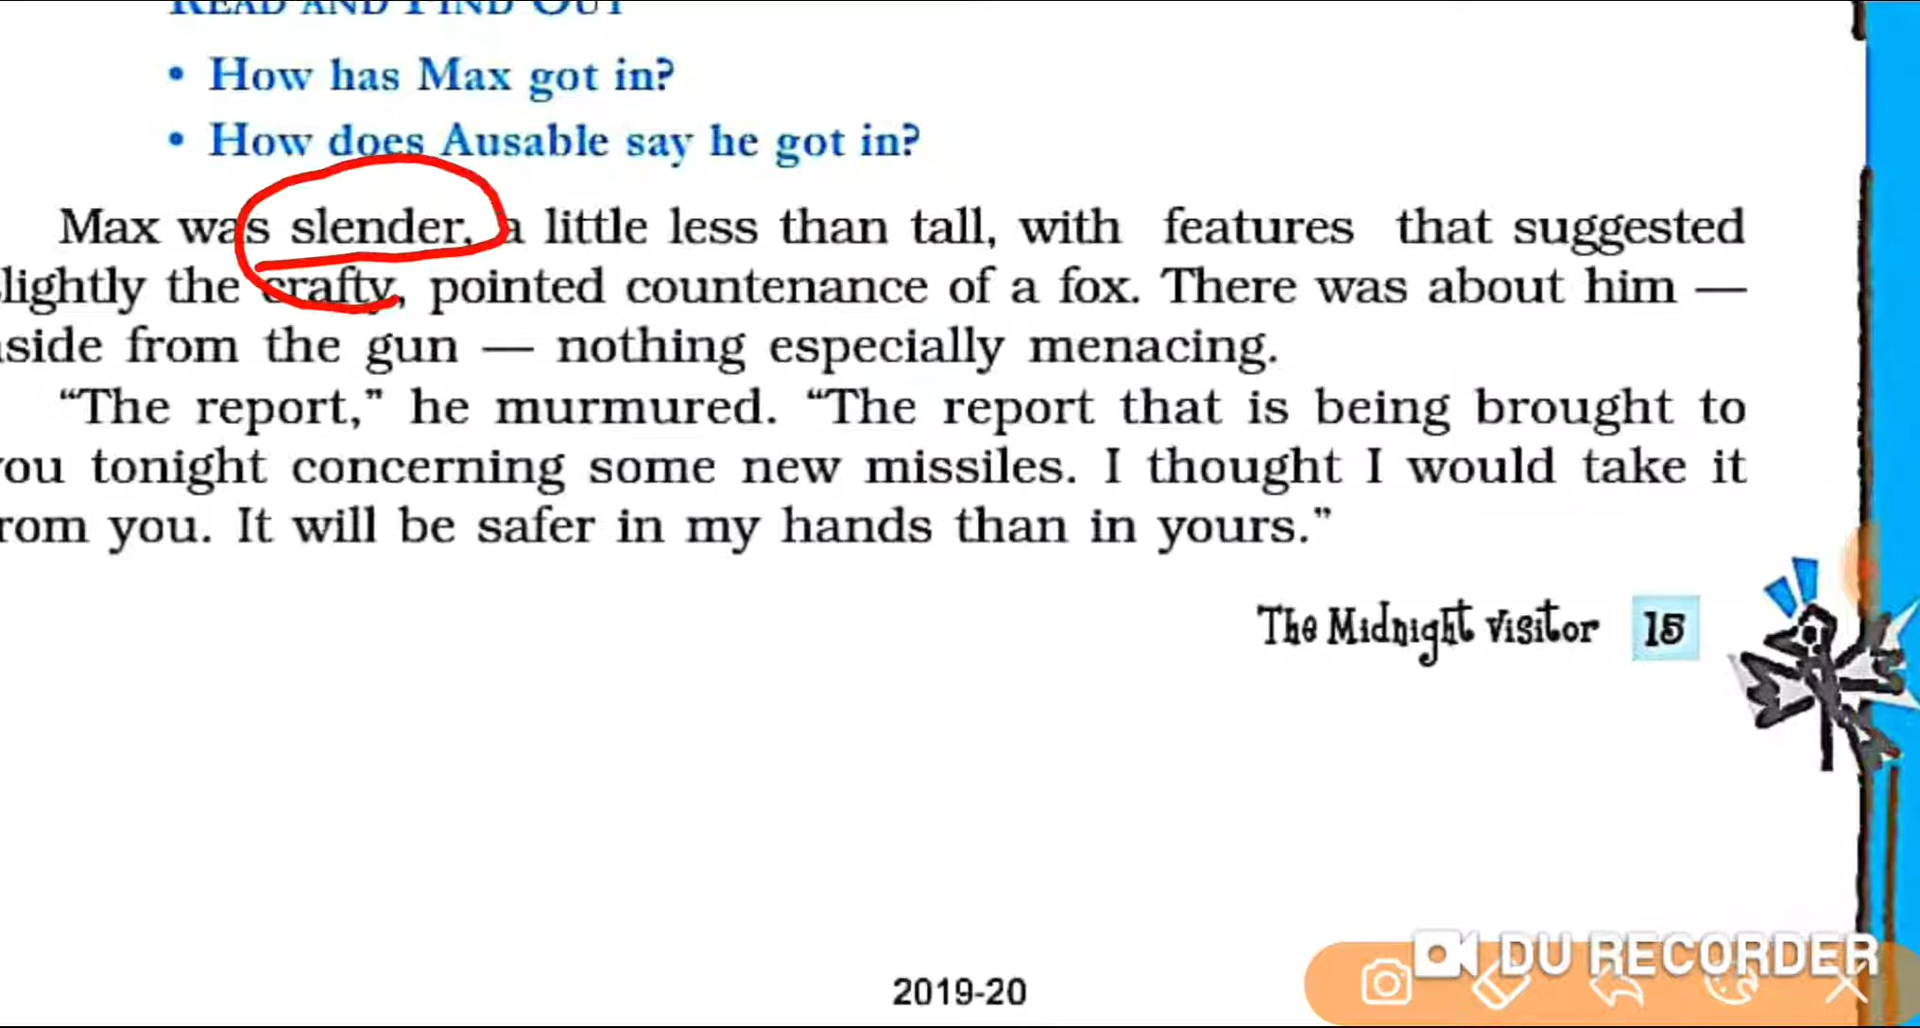 READ AND FIND OUT
• How has Max got in?
• How does Ausable say he got in?
Max was slender, a little less than tall, with features that suggested
lightly the crafty, pointed countenance of a fox. There was about him —
side from the gun — nothing especially menacing.
“The report,” he murmured. “The report that is being brought to
ou tonight concerning some new missiles. I thought I would take it
rom you. It will be safer in my hands than in yours.”
The Midnight Visitor 15
DU RECORDER
2019-20